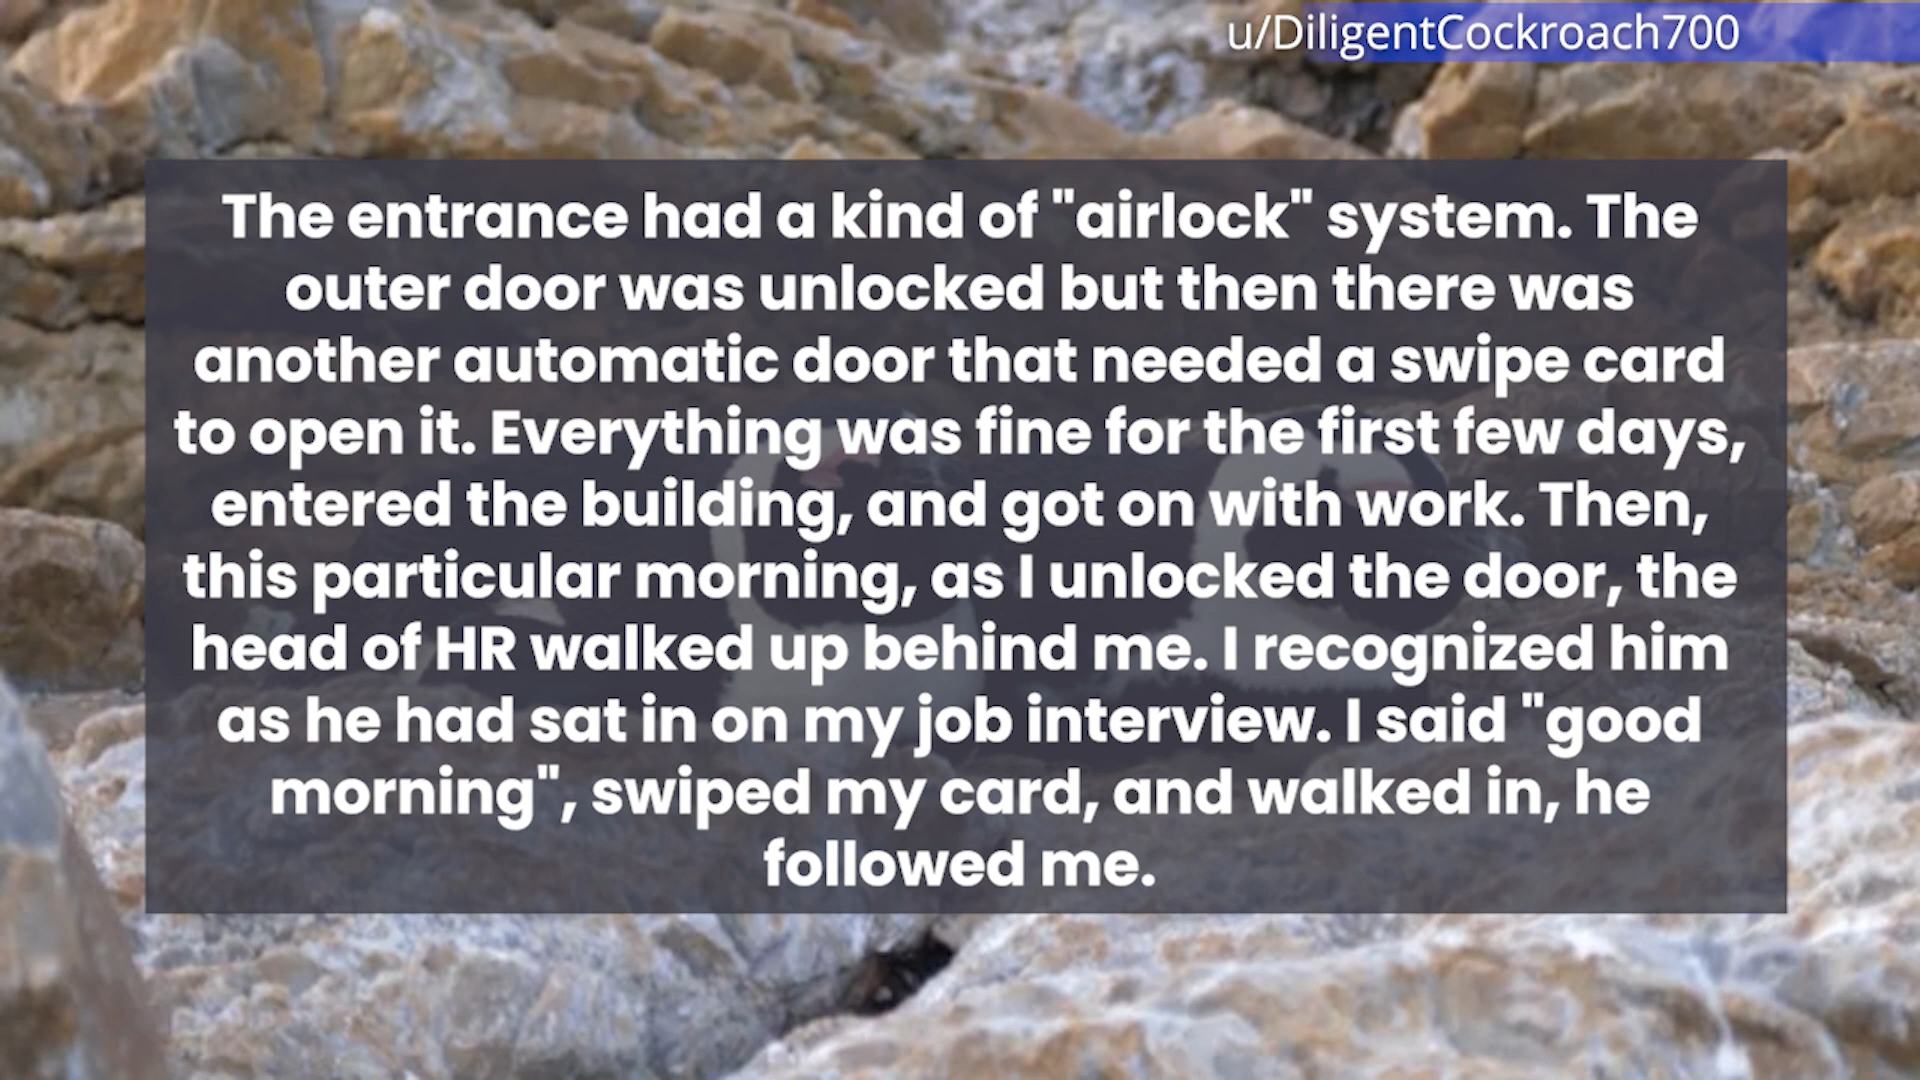 u/DiligentCockroach700
The entrance had a kind of "airlock" system. The
outer door was unlocked but then there was
another automatic door that needed a swipe card
to open it. Everything was fine for the first few days,
entered the building, and got on with work. Then,
this particular morning, as I unlocked the door, the
head of HR walked up behind me. I recognized him
as he had sat in on my job interview. I said "good
morning", swiped my card, and walked in, he
followed me.